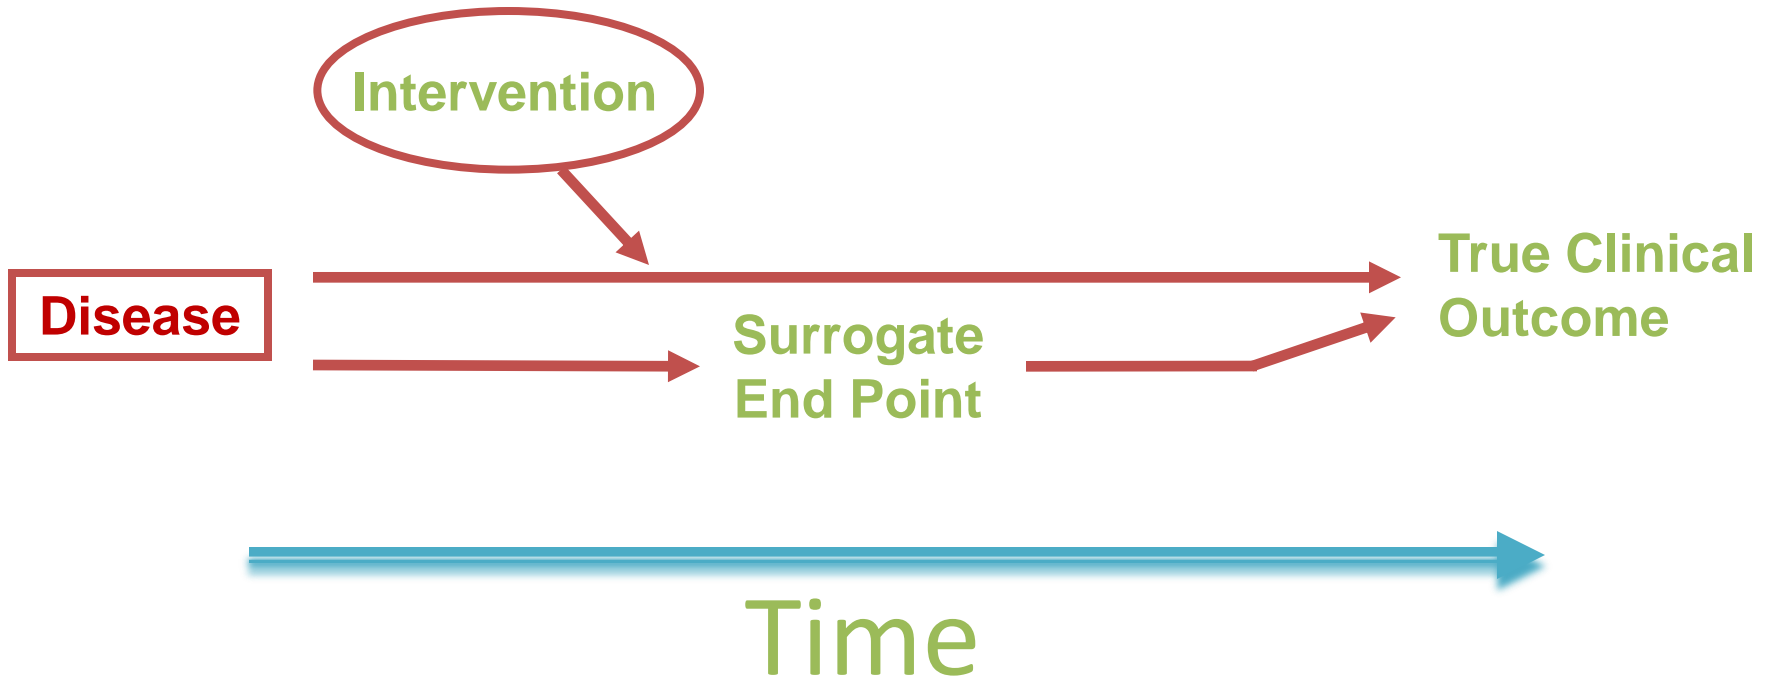 Intervention
Disease
Surrogate
End Point
True Clinical
Outcome
Time